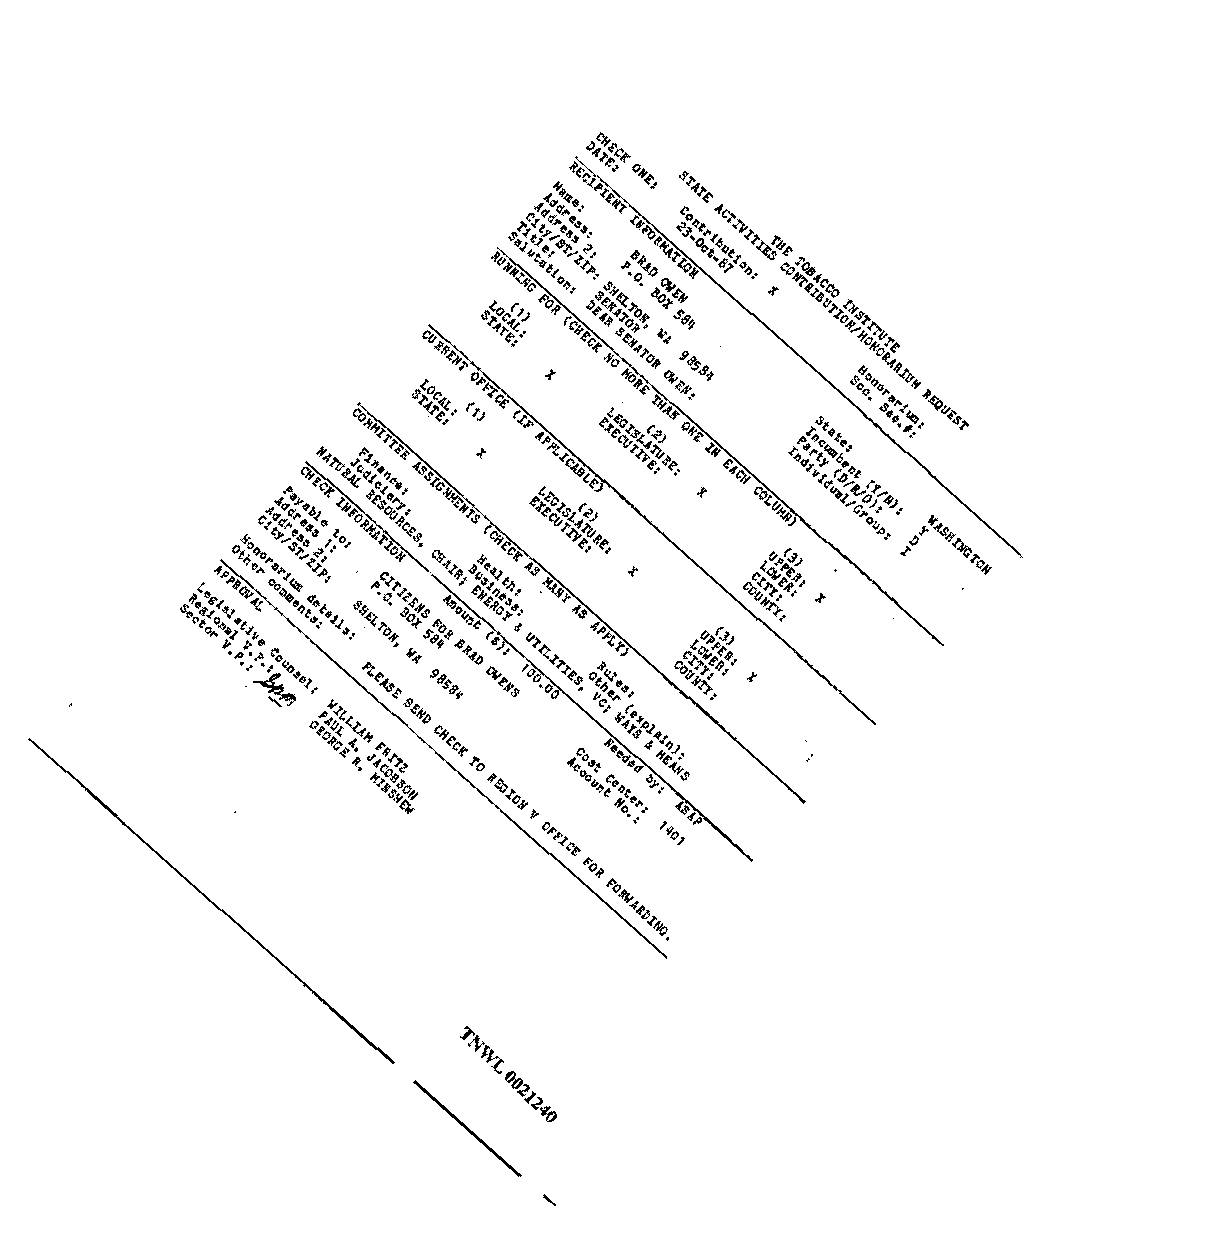 THE TOBACCO INSTITUTE
STATE ACTIVITIES CONTRIBUTION/HONORARIUM REQUEST
CHECK ONE: Contribution: X Honorarium:
DATE: 23-Oct-87 Soc. Sec.#:
RECIPIENT INFORMATION
Name: BRAD OWEN State: WASHINGTON
Address: P.O. BOX 584 Incumbent (Y/N): Y
Address 2: Party (D/R/O): D
City/ST/ZIP: SHELTON, WA 98584 Individual/Group: I
Title: SENATOR
Salutation: DEAR SENATOR OWEN:
RUNNING FOR (CHECK NO MORE THAN ONE IN EACH COLUMN)
(1) (2) (3)
LOCAL: LEGISLATURE: X UPPER: X
STATE: X EXECUTIVE: LOWER:
CITY:
COUNTY:
CURRENT OFFICE (IF APPLICABLE)
(1) (2) (3)
LOCAL: LEGISLATURE: X UPPER: X
STATE: X EXECUTIVE: LOWER:
CITY:
COUNTY:
COMMITTEE ASSIGNMENTS (CHECK AS MANY AS APPLY)
Finance: Health: Rules:
Judiciary: Business: Other (explain):
NATURAL RESOURCES, CHAIR; ENERGY & UTILITIES, VC; WAYS & MEANS
CHECK INFORMATION Amount ($): 100.00 Needed by: ASAP
Payable to: CITIZENS FOR BRAD OWENS Cost Center: 1401
Address 1: P.O. BOX 584 Account No.:
Address 2:
City/ST/ZIP: SHELTON, WA 98584
Honorarium details:
Other comments: PLEASE SEND CHECK TO REGION V OFFICE FOR FORWARDING.
APPROVAL
Legislative Counsel: WILLIAM FRITZ
Regional V.P.: PAUL A. JACOBSON
Sector V.P.: GEORGE R. MINSHEW
TNWL 0021240